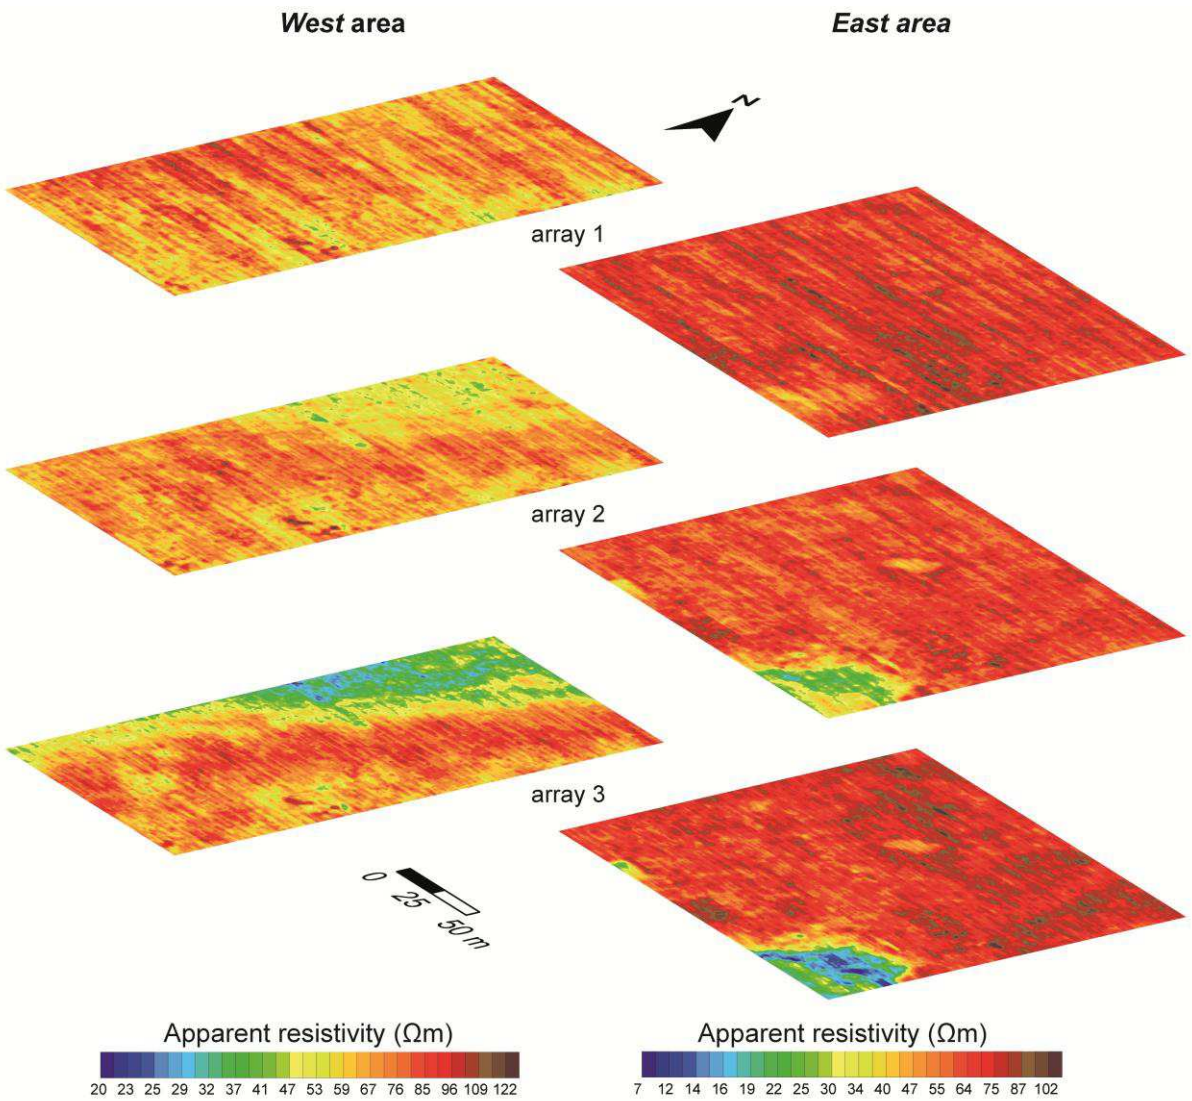 West area
East area
N
array 1
array 2
array 3
0 25 50 m
Apparent resistivity (Ωm)
20 23 25 29 32 37 41 47 53 59 67 76 85 96 109 122
Apparent resistivity (Ωm)
7 12 14 16 19 22 25 30 34 40 47 55 64 75 87 102